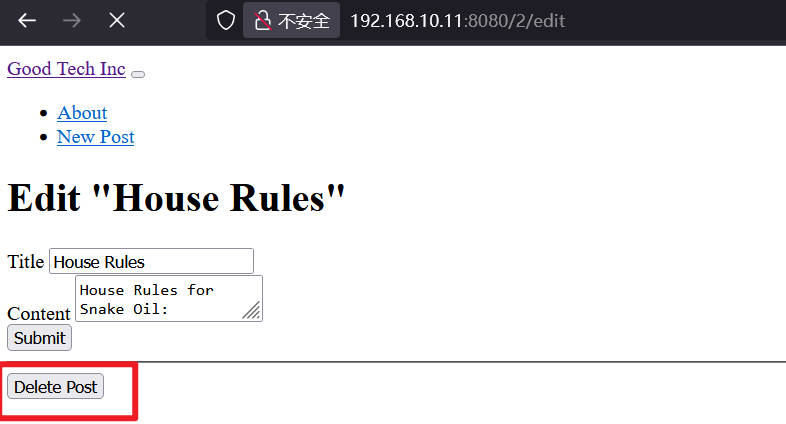 不安全 192.168.10.11:8080/2/edit
Good Tech Inc
About
New Post
Edit "House Rules"
Title House Rules
Content House Rules for
Snake Oil:
Submit
Delete Post